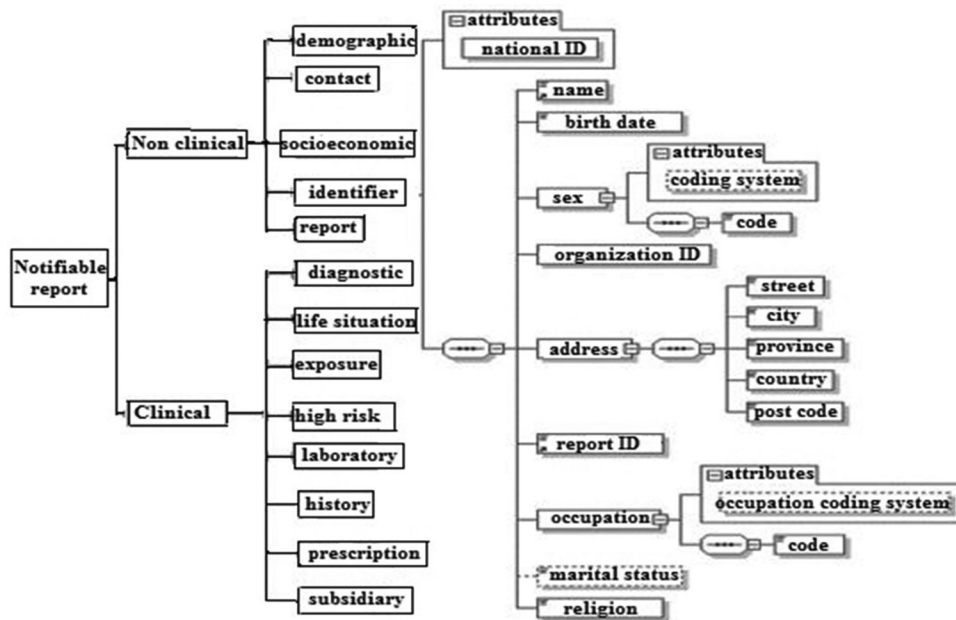 Notifiable
report
Non clinical
Clinical
demographic
contact
socioeconomic
identifier
report
diagnostic
life situation
exposure
high risk
laboratory
history
prescription
subsidiary
attributes
national ID
name
birth date
sex
attributes
coding system
code
organization ID
address
street
city
province
country
post code
report ID
occupation
attributes
occupation coding system
code
marital status
religion